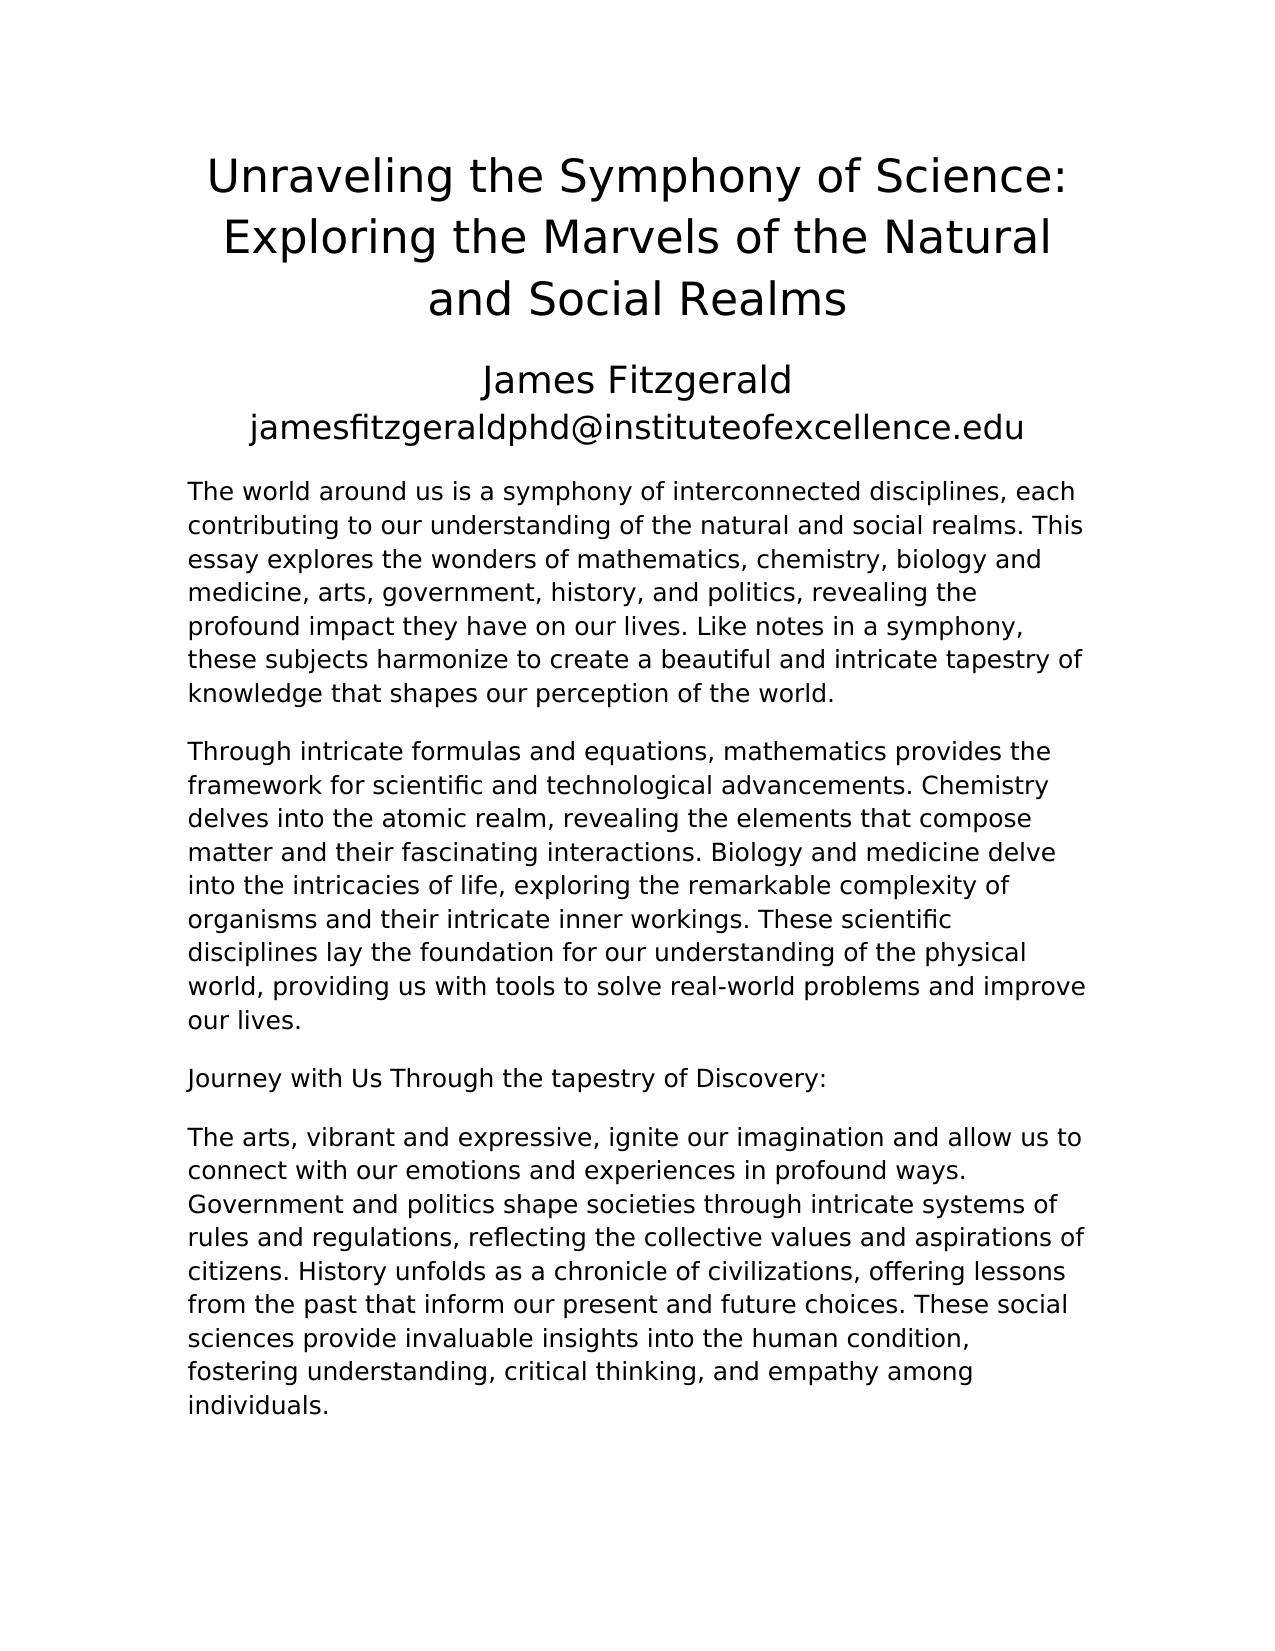 Unraveling the Symphony of Science:
Exploring the Marvels of the Natural
and Social Realms
James Fitzgerald
jamesfitzgeraldphd@instituteofexcellence.edu
The world around us is a symphony of interconnected disciplines, each
contributing to our understanding of the natural and social realms. This
essay explores the wonders of mathematics, chemistry, biology and
medicine, arts, government, history, and politics, revealing the
profound impact they have on our lives. Like notes in a symphony,
these subjects harmonize to create a beautiful and intricate tapestry of
knowledge that shapes our perception of the world.
Through intricate formulas and equations, mathematics provides the
framework for scientific and technological advancements. Chemistry
delves into the atomic realm, revealing the elements that compose
matter and their fascinating interactions. Biology and medicine delve
into the intricacies of life, exploring the remarkable complexity of
organisms and their intricate inner workings. These scientific
disciplines lay the foundation for our understanding of the physical
world, providing us with tools to solve real-world problems and improve
our lives.
Journey with Us Through the tapestry of Discovery:
The arts, vibrant and expressive, ignite our imagination and allow us to
connect with our emotions and experiences in profound ways.
Government and politics shape societies through intricate systems of
rules and regulations, reflecting the collective values and aspirations of
citizens. History unfolds as a chronicle of civilizations, offering lessons
from the past that inform our present and future choices. These social
sciences provide invaluable insights into the human condition,
fostering understanding, critical thinking, and empathy among
individuals.